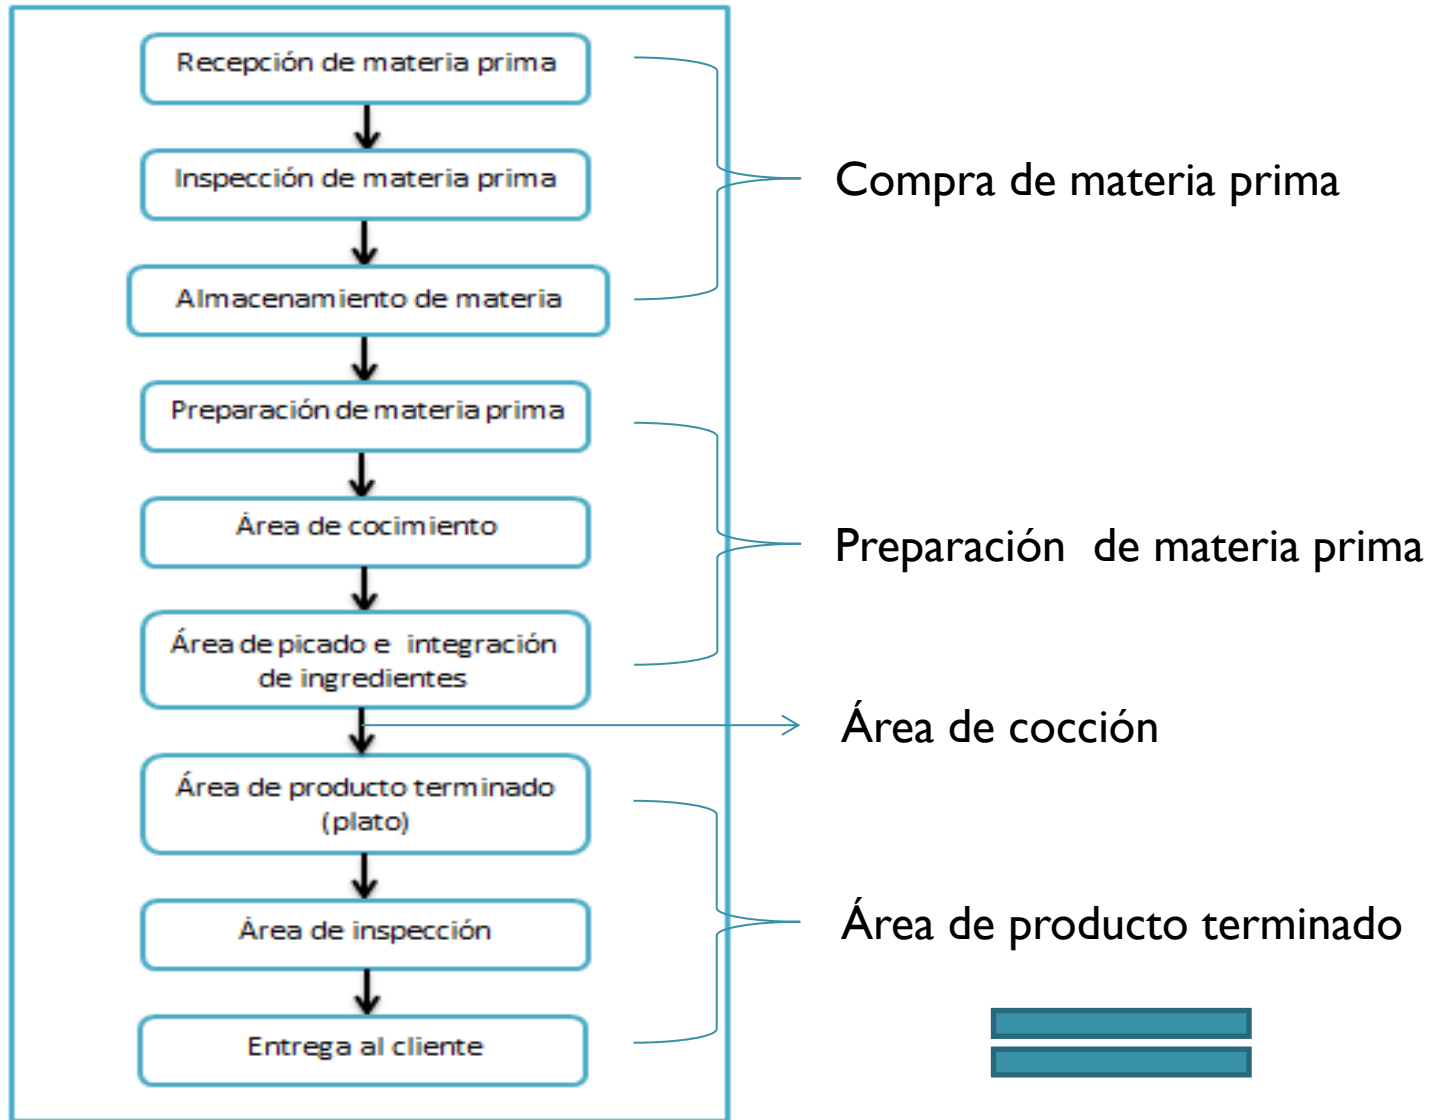 Recepción de materia prima
Inspección de materia prima
Almacenamiento de materia
Preparación de materia prima
Área de cocimiento
Área de picado e integración
de ingredientes
Área de producto terminado
(plato)
Área de inspección
Entrega al cliente
Compra de materia prima
Preparación de materia prima
Área de cocción
Área de producto terminado